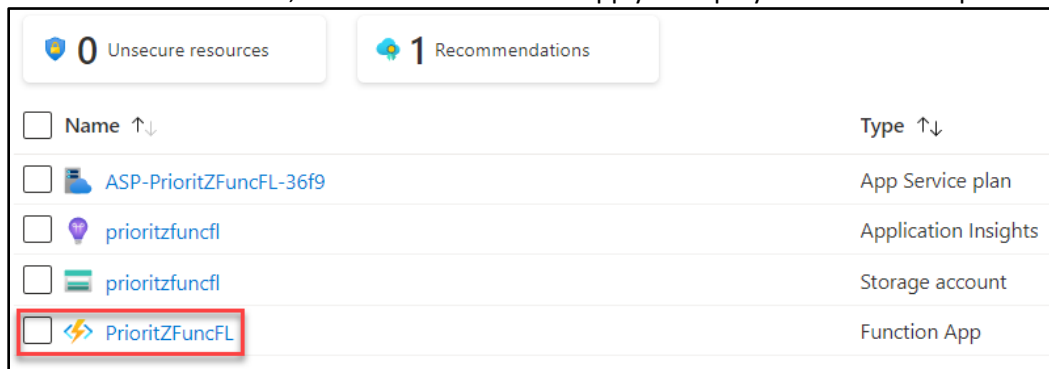 0 Unsecure resources 1 Recommendations
Name ↑↓ Type ↑↓
ASP-PrioritZFuncFL-36f9 App Service plan
prioritzfuncfl Application Insights
prioritzfuncfl Storage account
PrioritZFuncFL Function App